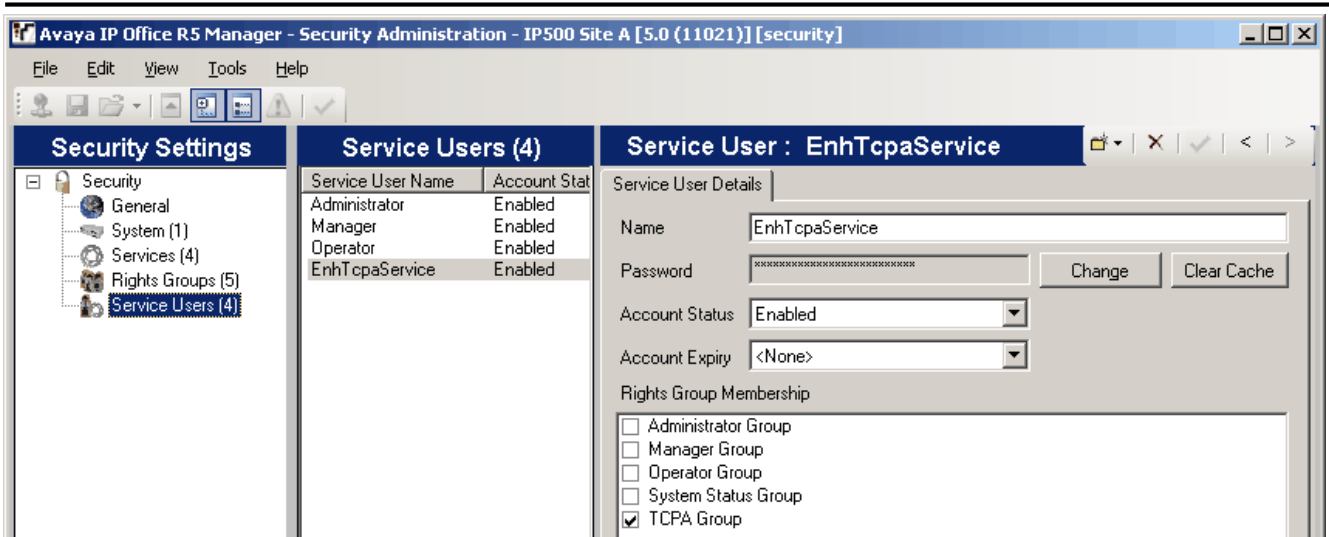 Avaya IP Office R5 Manager - Security Administration - IP500 Site A [5.0 (11021)] [security]
File Edit View Tools Help
Security Settings
Security
General
System (1)
Services (4)
Rights Groups (5)
Service Users (4)
Service Users (4)
Service User Name Account Stat
Administrator Enabled
Manager Enabled
Operator Enabled
EnhTcpaService Enabled
Service User : EnhTcpaService
Service User Details
Name EnhTcpaService
Password Change Clear Cache
Account Status Enabled
Account Expiry <None>
Rights Group Membership
Administrator Group
Manager Group
Operator Group
System Status Group
TCPA Group